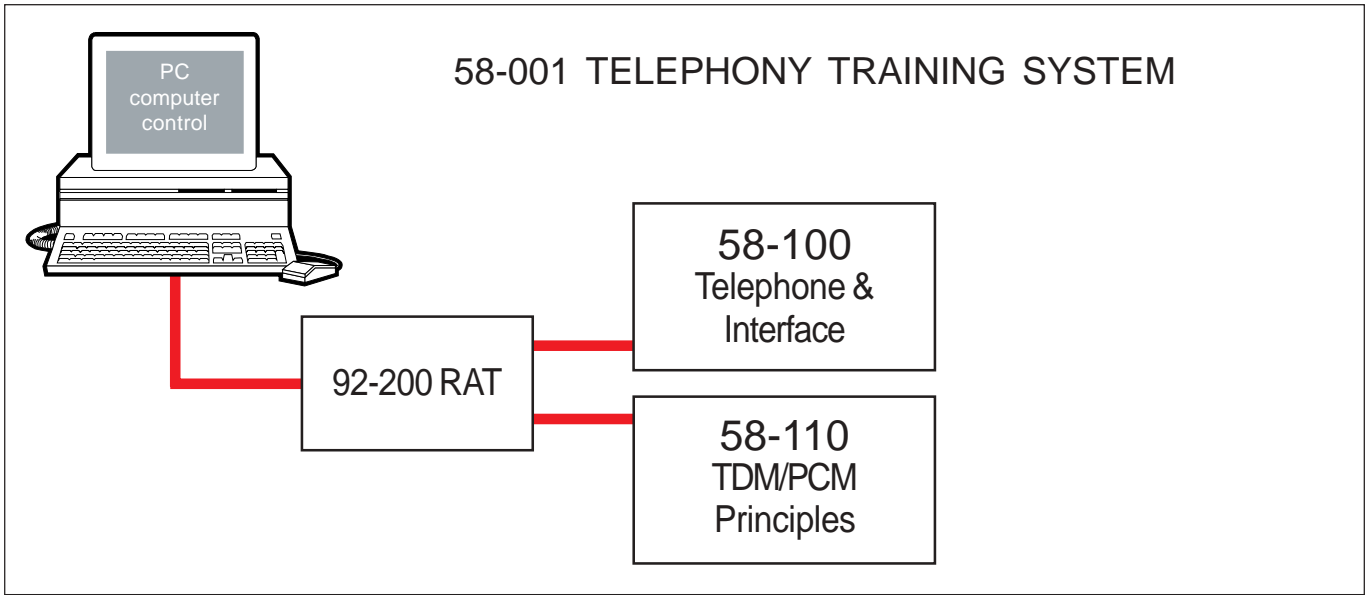 58-001 TELEPHONY TRAINING SYSTEM
PC
computer
control
58-100
Telephone &
Interface
92-200 RAT
58-110
TDM/PCM
Principles